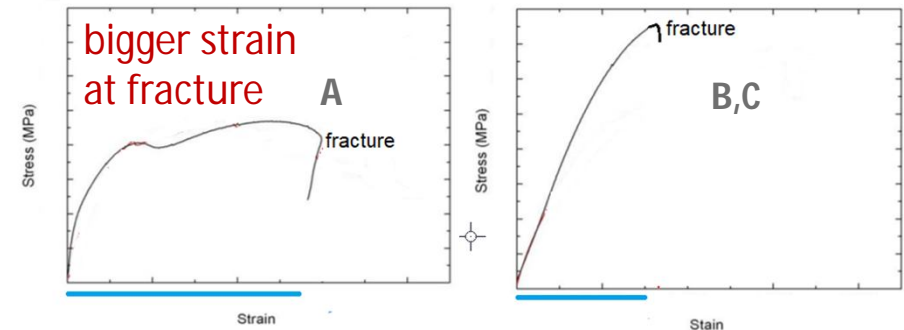 bigger strain
at fracture
A
fracture
Stress (MPa)
Strain
fracture
B,C
Stress (MPa)
Stain